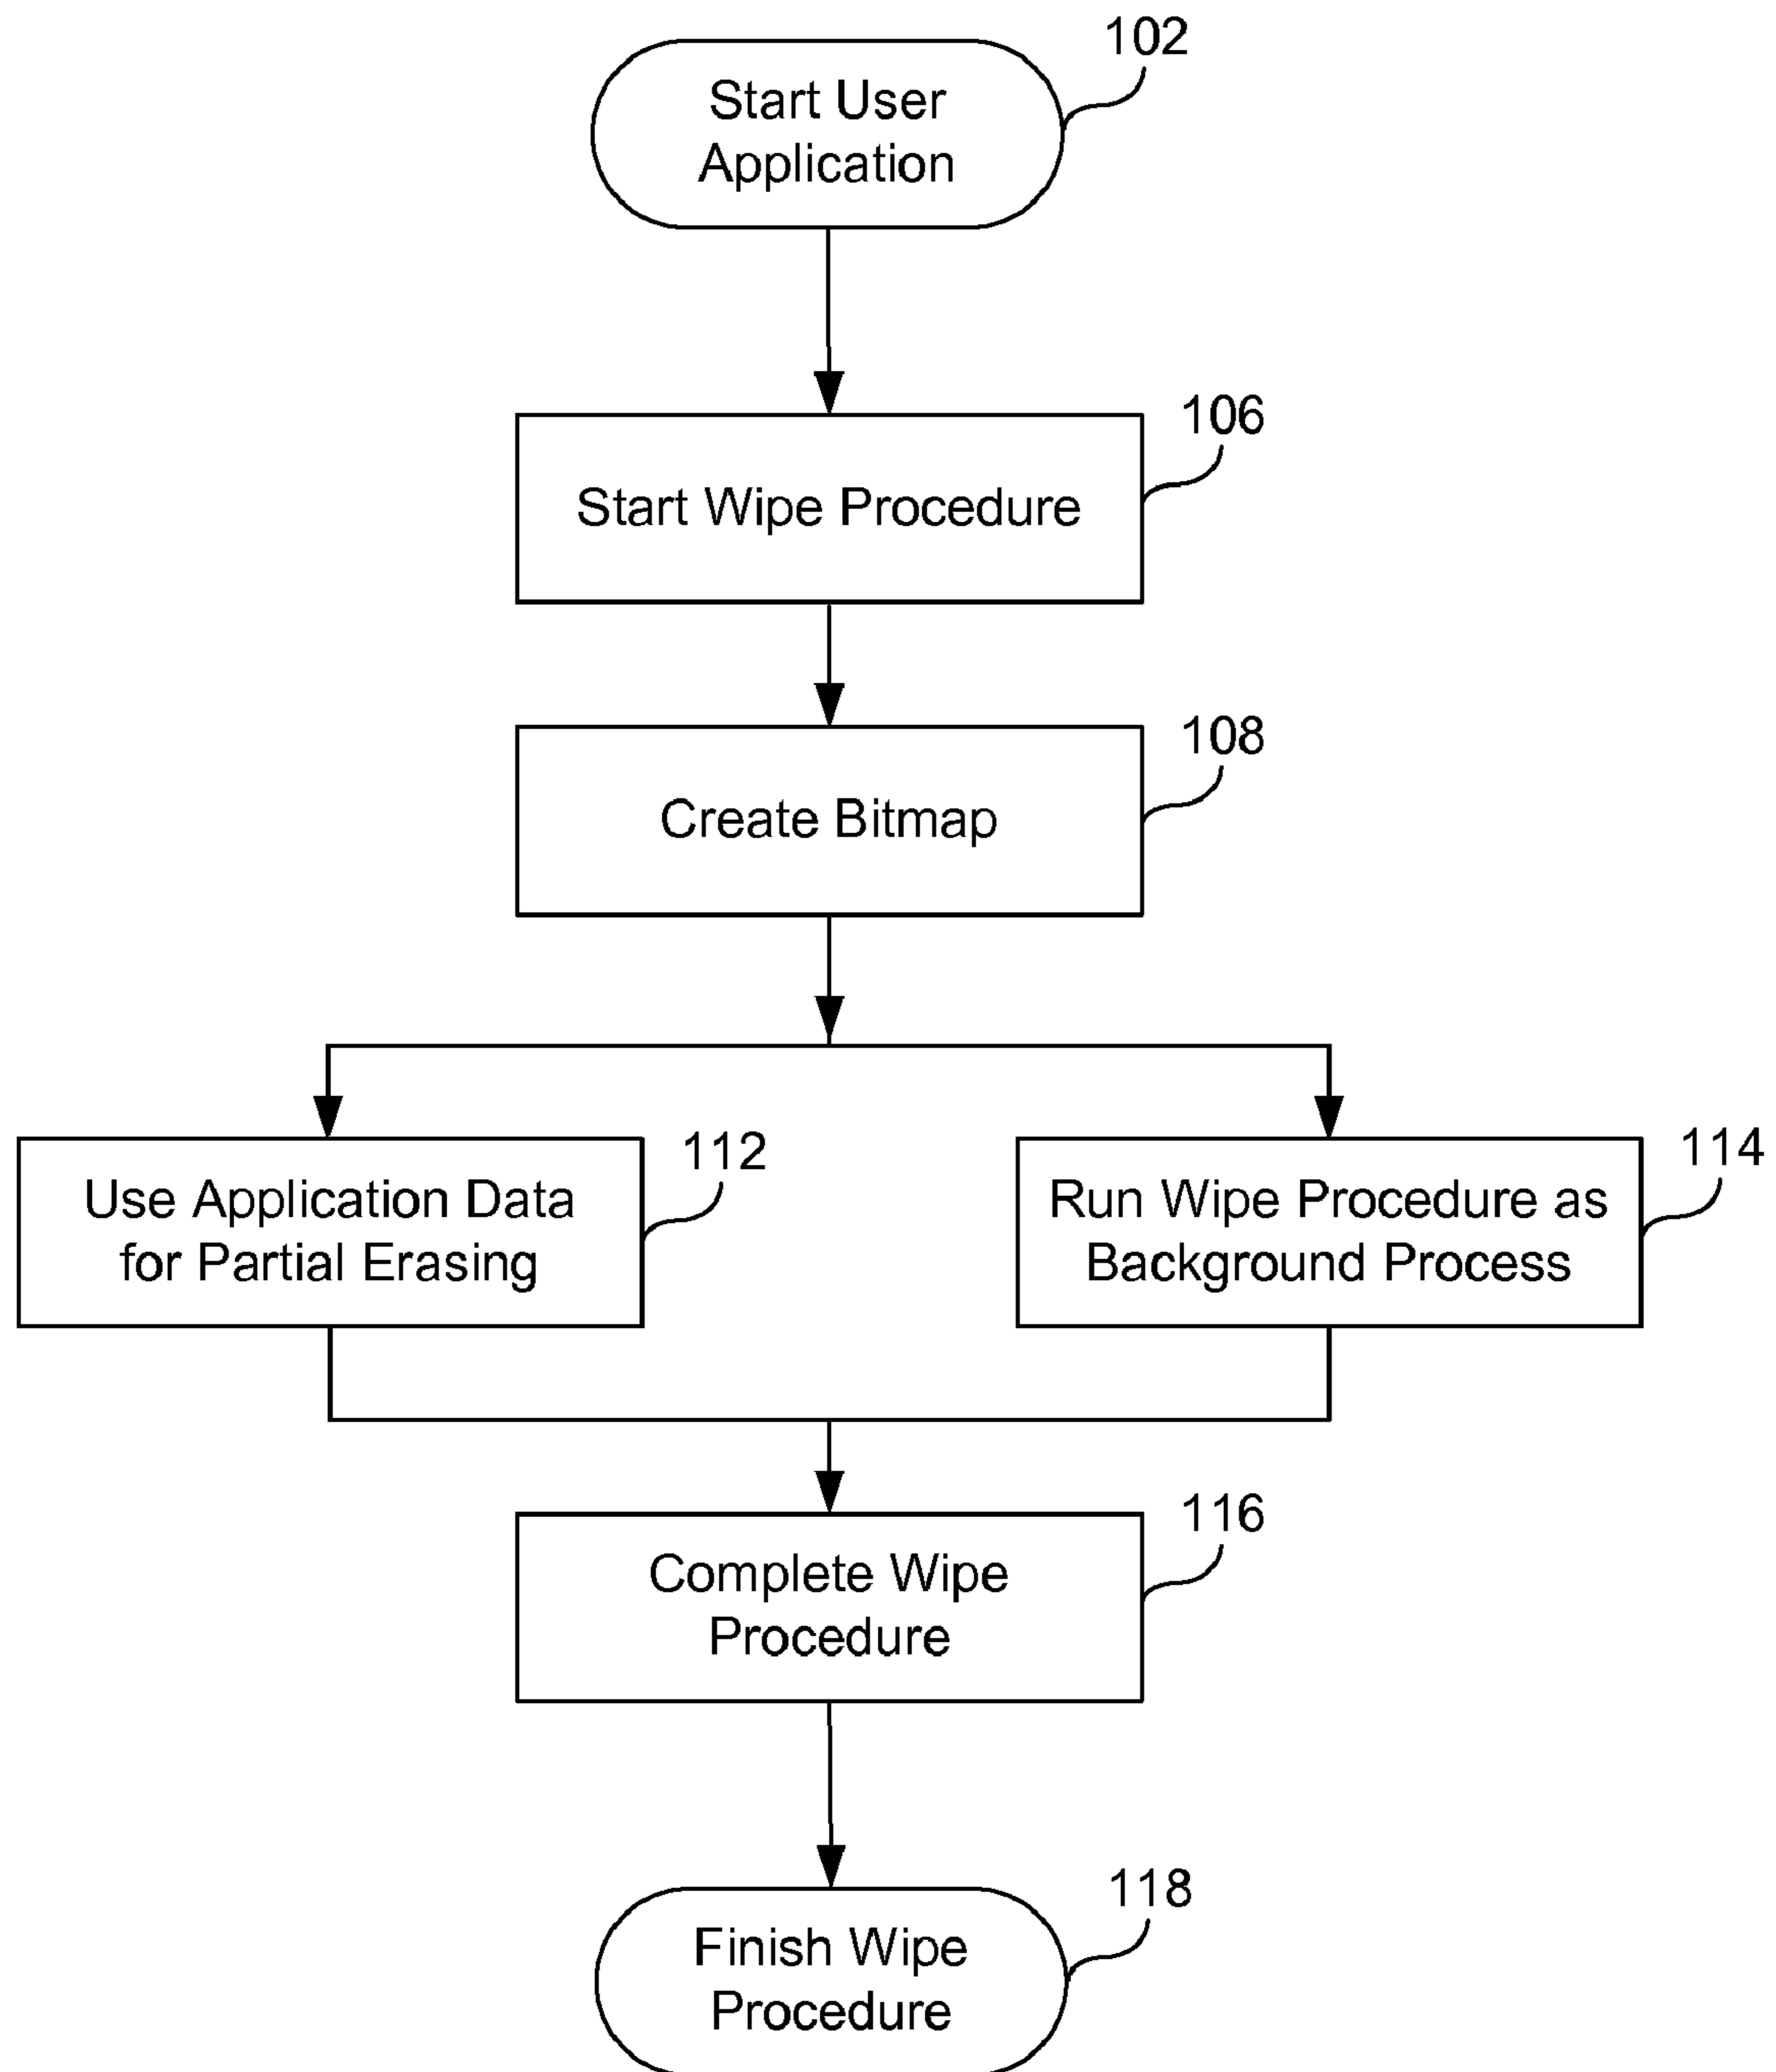 102
Start User
Application
106
Start Wipe Procedure
108
Create Bitmap
112
Use Application Data
for Partial Erasing
114
Run Wipe Procedure as
Background Process
116
Complete Wipe
Procedure
118
Finish Wipe
Procedure